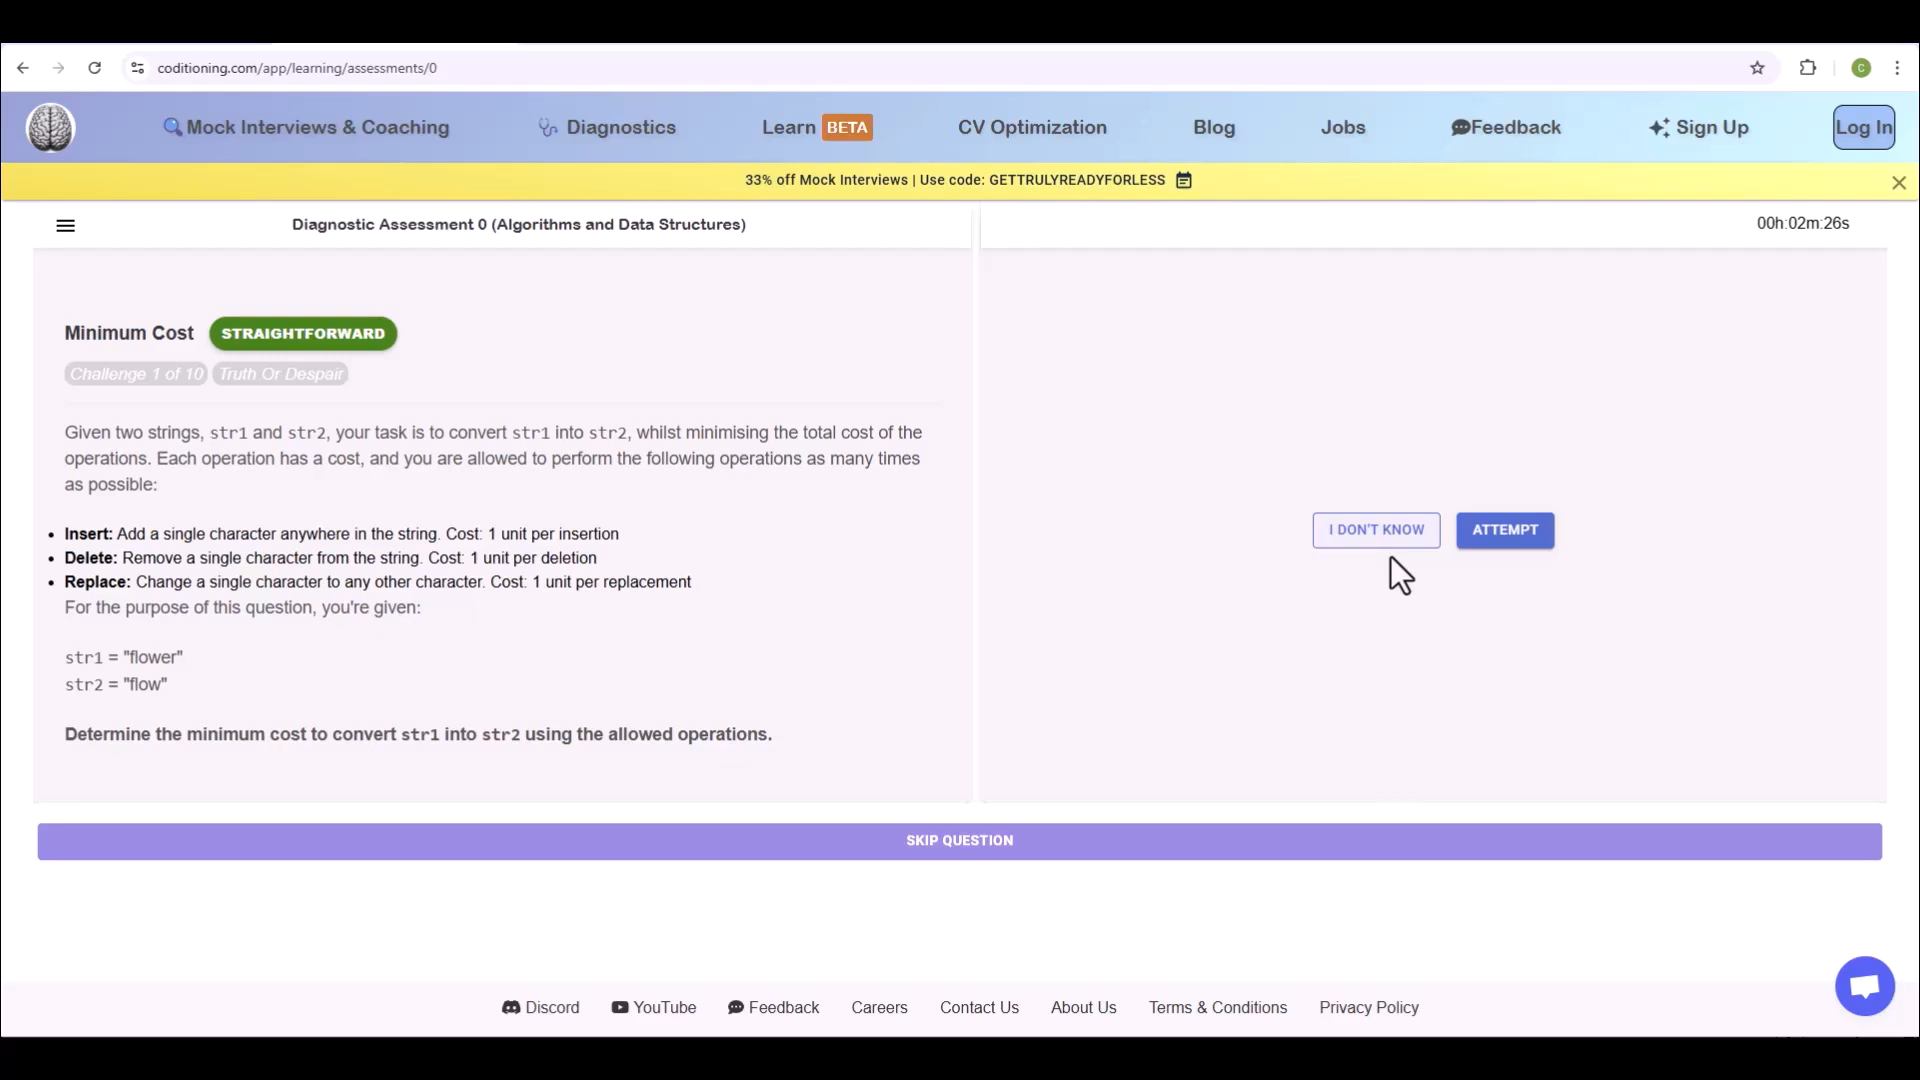 coditioning.com/app/learning/assessments/0
C
Mock Interviews & Coaching
Diagnostics
Learn BETA
CV Optimization
Blog
Jobs
Feedback
Sign Up
Log In
33% off Mock Interviews | Use code: GETTRULYREADYFORLESS
Diagnostic Assessment 0 (Algorithms and Data Structures)
00h:02m:26s
Minimum Cost STRAIGHTFORWARD
Challenge 1 of 10 Truth Or Despair
Given two strings, str1 and str2, your task is to convert str1 into str2, whilst minimising the total cost of the
operations. Each operation has a cost, and you are allowed to perform the following operations as many times
as possible:
• Insert: Add a single character anywhere in the string. Cost: 1 unit per insertion
• Delete: Remove a single character from the string. Cost: 1 unit per deletion
• Replace: Change a single character to any other character. Cost: 1 unit per replacement
For the purpose of this question, you're given:
str1 = "flower"
str2 = "flow"
Determine the minimum cost to convert str1 into str2 using the allowed operations.
I DON'T KNOW
ATTEMPT
SKIP QUESTION
Discord
YouTube
Feedback
Careers
Contact Us
About Us
Terms & Conditions
Privacy Policy